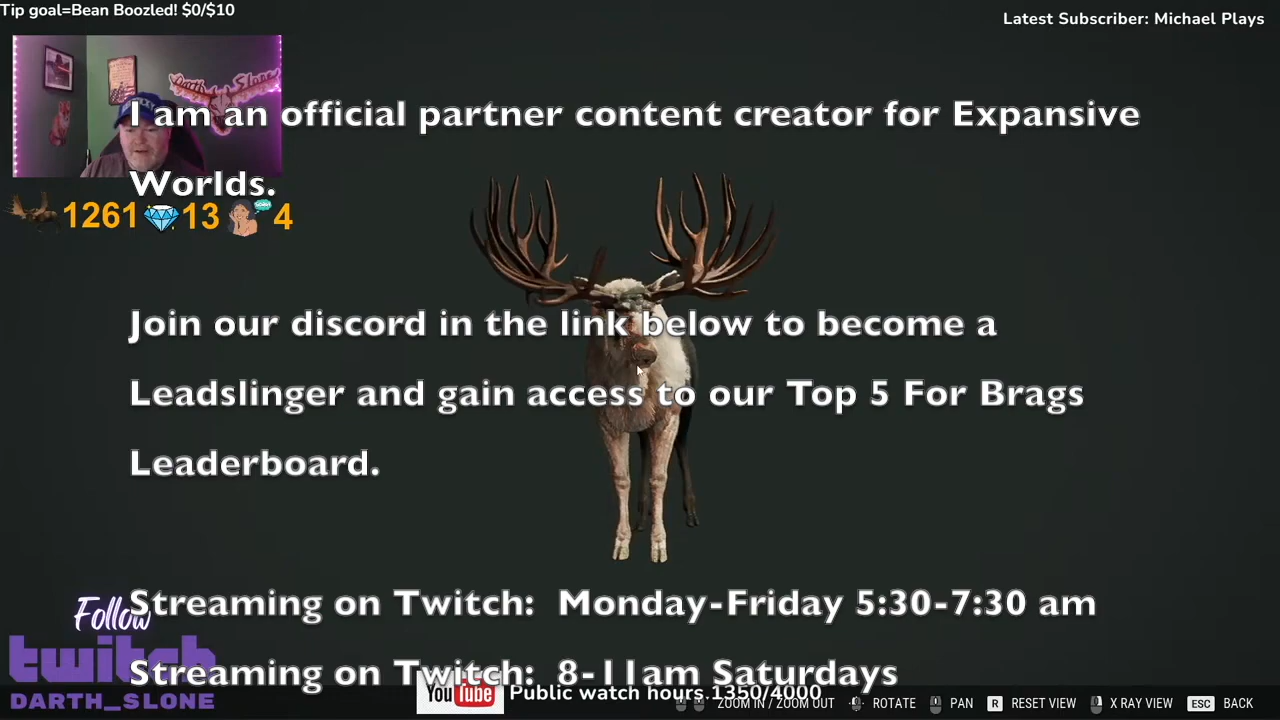 Tip goal=Bean Boozled! $0/$10
Latest Subscriber: Michael Plays
I am an official partner content creator for Expansive
Worlds.
1261 13 4
Join our discord in the link below to become a
Leadslinger and gain access to our Top 5 For Brags
Leaderboard.
Streaming on Twitch: Monday-Friday 5:30-7:30 am
Follow
twitch
Streaming on Twitch: 8-11am Saturdays
DARTH_SLONE
YouTube Public watch hours 1350/4000
ZOOM IN / ZOOM OUT ROTATE PAN R RESET VIEW X RAY VIEW ESC BACK